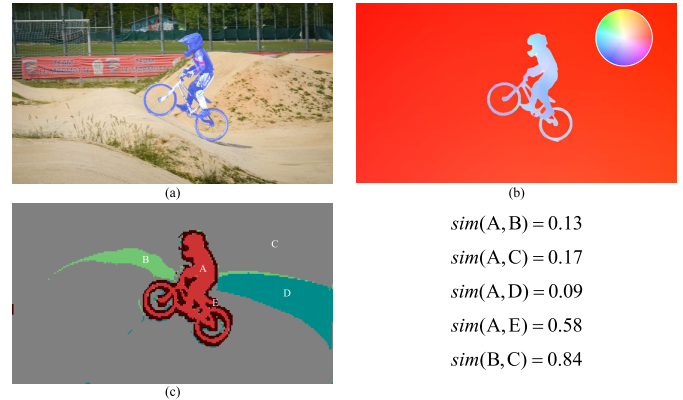 (a)
(b)
A
B
C
D
E
(c)
sim(A, B) = 0.13
sim(A, C) = 0.17
sim(A, D) = 0.09
sim(A, E) = 0.58
sim(B, C) = 0.84